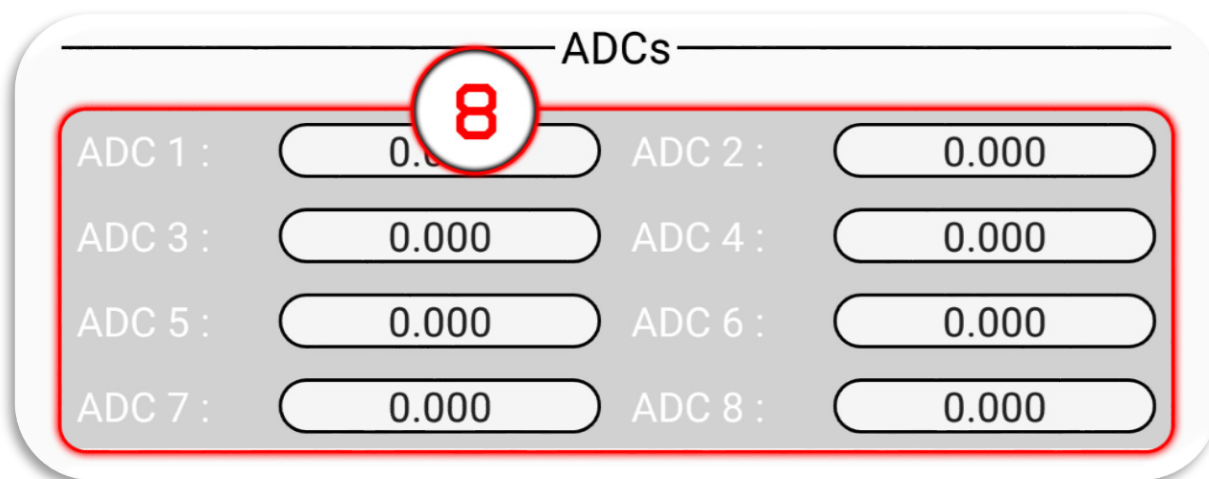 ADCs
8
ADC 1 : ADC 2 : 0.000
ADC 3 : 0.000 ADC 4 : 0.000
ADC 5 : 0.000 ADC 6 : 0.000
ADC 7 : 0.000 ADC 8 : 0.000